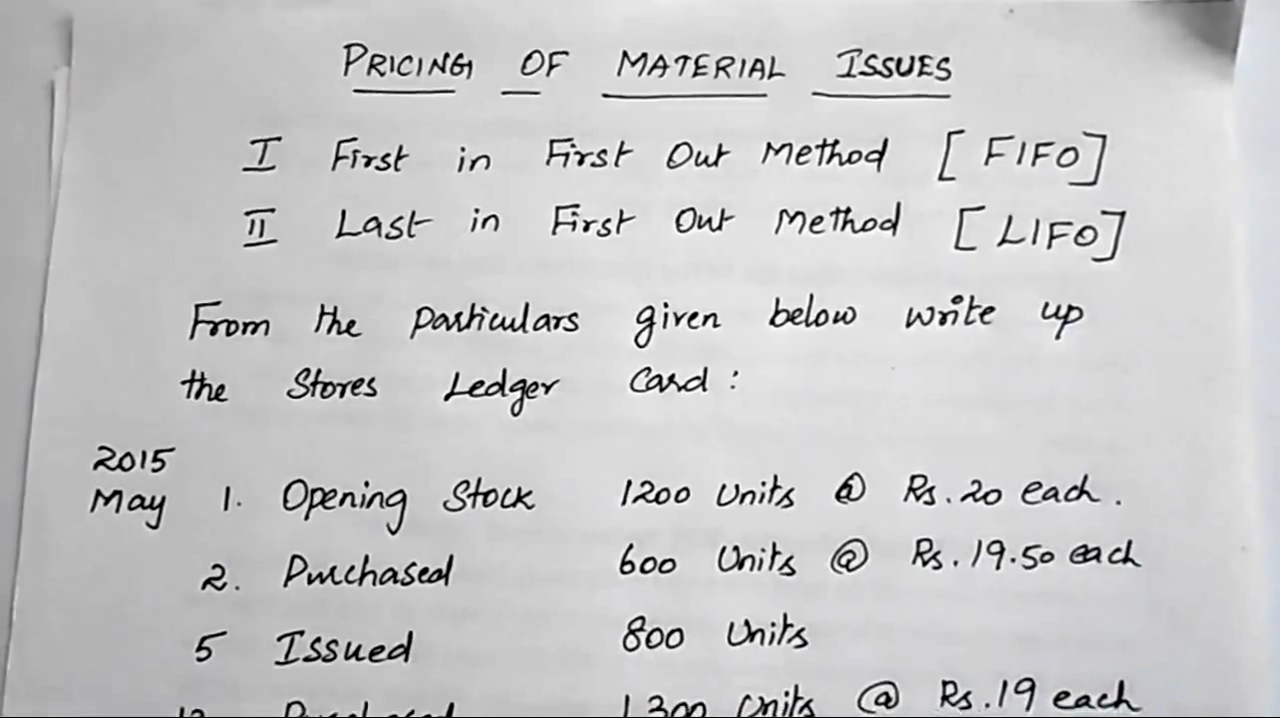 PRICING OF MATERIAL ISSUES
I First in First Out Method [FIFO]
II Last in First Out Method [LIFO]
From the particulars given below write up
the Stores Ledger Card :
2015
May 1. Opening Stock 1200 Units @ Rs. 20 each.
2. Purchased 600 Units @ Rs. 19.50 each
5 Issued 800 Units
Purchased 1300 Units @ Rs. 19 each